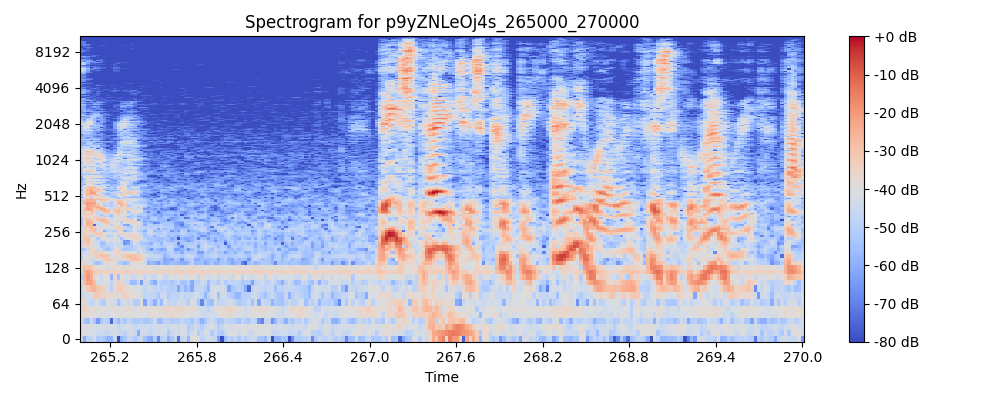 Spectrogram for p9yZNLeOj4s_265000_270000
8192
4096
2048
1024
512
256
128
64
0
Hz
265.2 265.8 266.4 267.0 267.6 268.2 268.8 269.4 270.0
Time
+0 dB
-10 dB
-20 dB
-30 dB
-40 dB
-50 dB
-60 dB
-70 dB
-80 dB